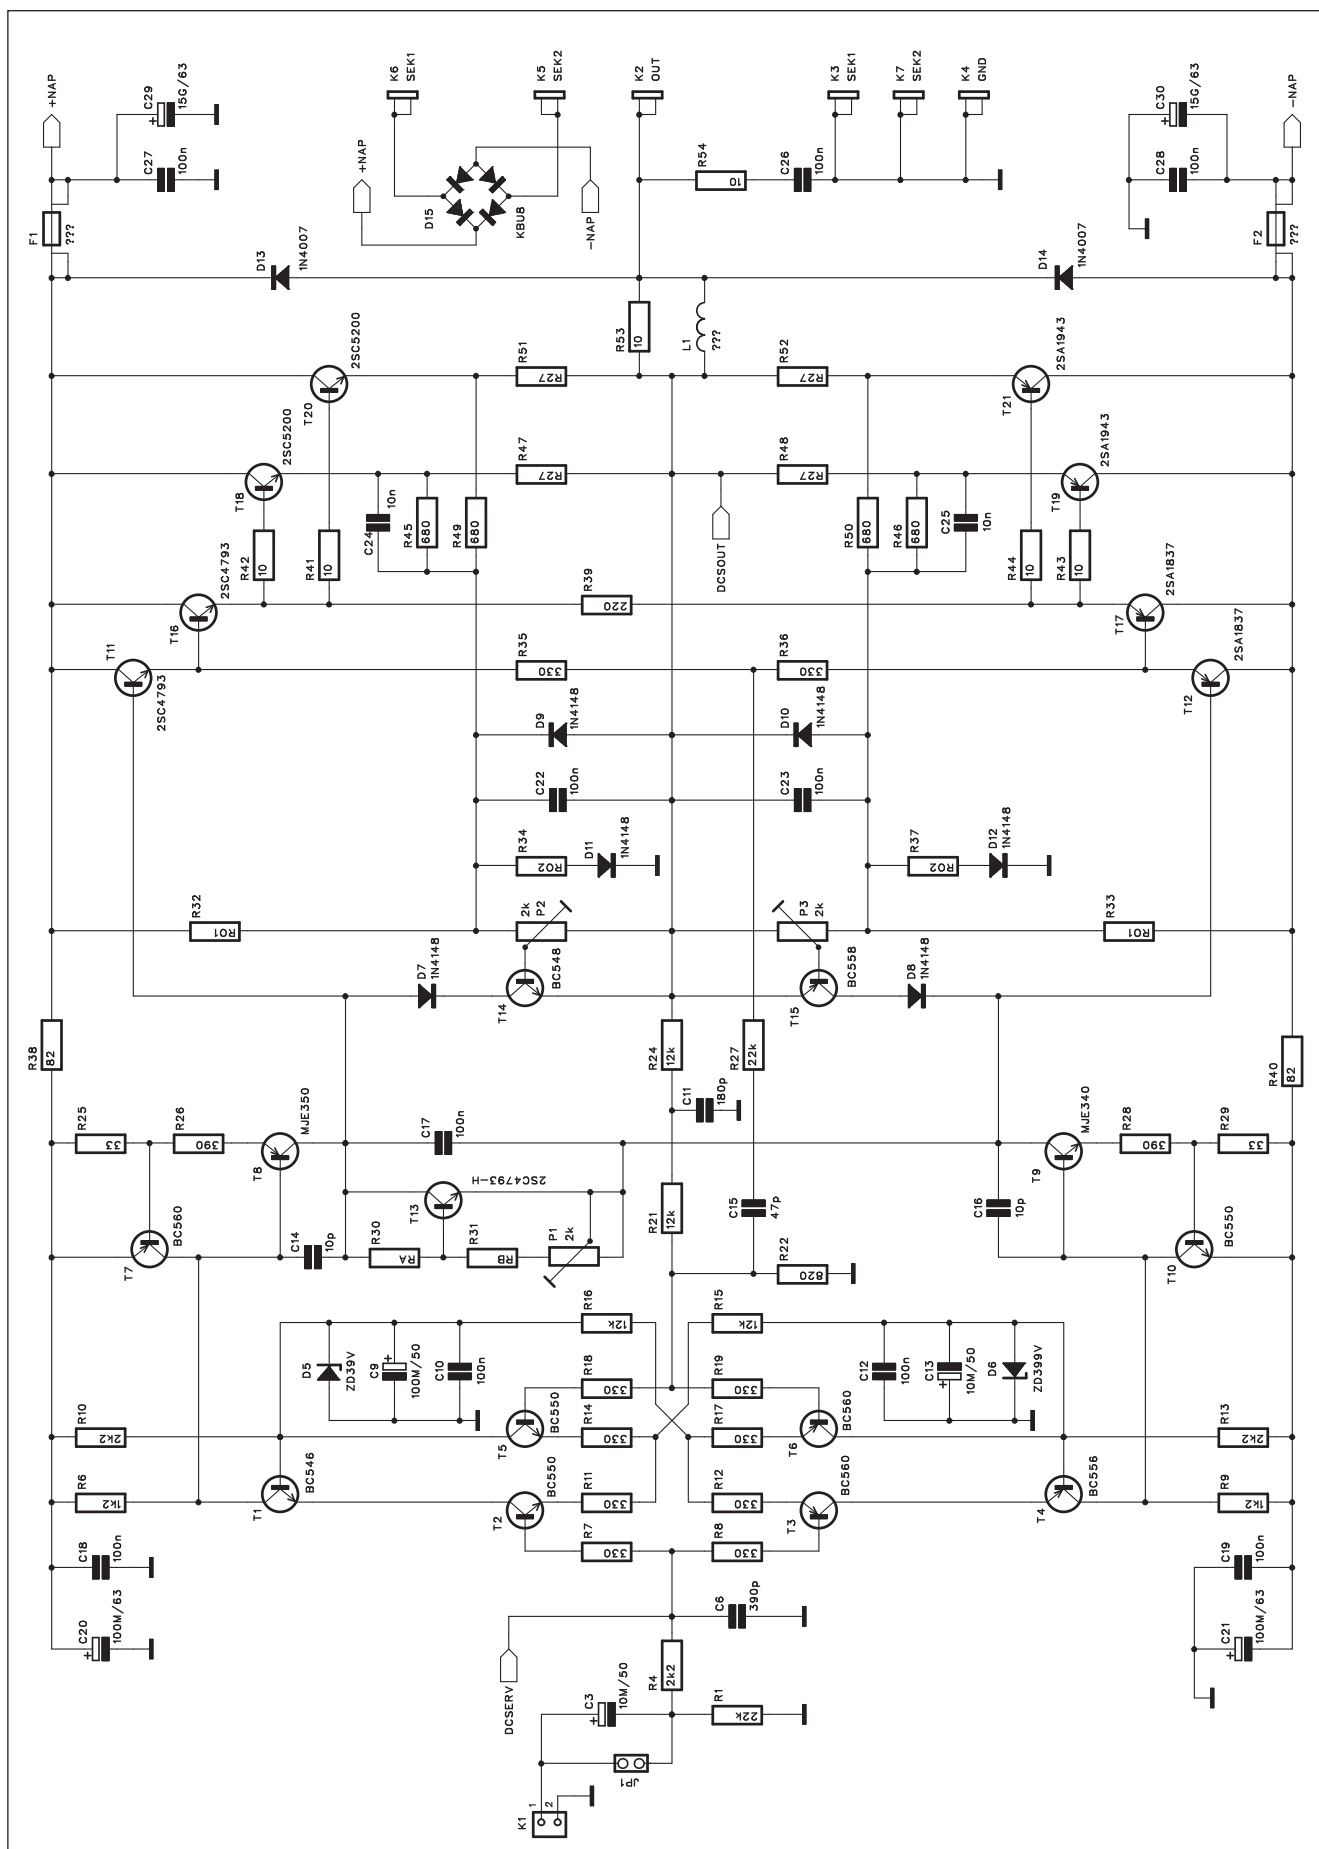 +NAP
C29
15G/63
C27
100n
F1
???
K6
SEK1
K5
SEK2
+NAP
D15
KBU8
-NAP
K2
OUT
R54
10
C26
100n
K3
SEK1
K7
SEK2
K4
GND
C30
15G/63
C28
100n
-NAP
F2
???
D13
1N4007
R53
10
L1
???
D14
1N4007
T20
2SC5200
R51
R27
R52
R27
T21
2SA1943
T18
2SC5200
R47
R27
R48
R27
T19
2SA1943
R42
10
R41
10
C24
10n
R45
680
R49
680
DCSOUT
R50
680
R46
680
C25
10n
R44
10
R43
10
T16
2SC4793
R39
220
T17
2SA1837
T11
2SC4793
R35
330
R36
330
T12
2SA1837
D9
1N4148
D10
1N4148
C22
100n
C23
100n
R34
R02
D11
1N4148
R37
R02
D12
1N4148
R32
R01
2k
P2
P3
2k
R33
R01
D7
1N4148
T14
BC548
T15
BC558
D8
1N4148
R38
82
R24
12k
R27
22k
R40
82
C11
180p
R25
33
R26
390
T8
MJE350
C17
100n
T9
MJE340
R28
390
R29
33
T7
BC560
C14
10p
T13
2SC4793-H
R30
RA
R31
RB
P1
2k
R21
12k
C15
47p
R22
820
C16
10p
T10
BC550
D5
ZD39V
C9
100M/50
C10
100n
R16
12k
R15
12k
C12
100n
C13
10M/50
D6
ZD399V
R18
330
R19
330
R10
2k2
T5
BC550
R14
330
R17
330
T6
BC560
R13
2k2
R6
1k2
T1
BC546
T2
BC550
R11
330
R12
330
T3
BC560
T4
BC556
R9
1k2
R7
330
R8
330
C18
100n
C19
100n
C20
100M/63
C6
390p
C21
100M/63
DCSERV
R4
2k2
C3
10M/50
R1
22k
JP1
K1
1
2